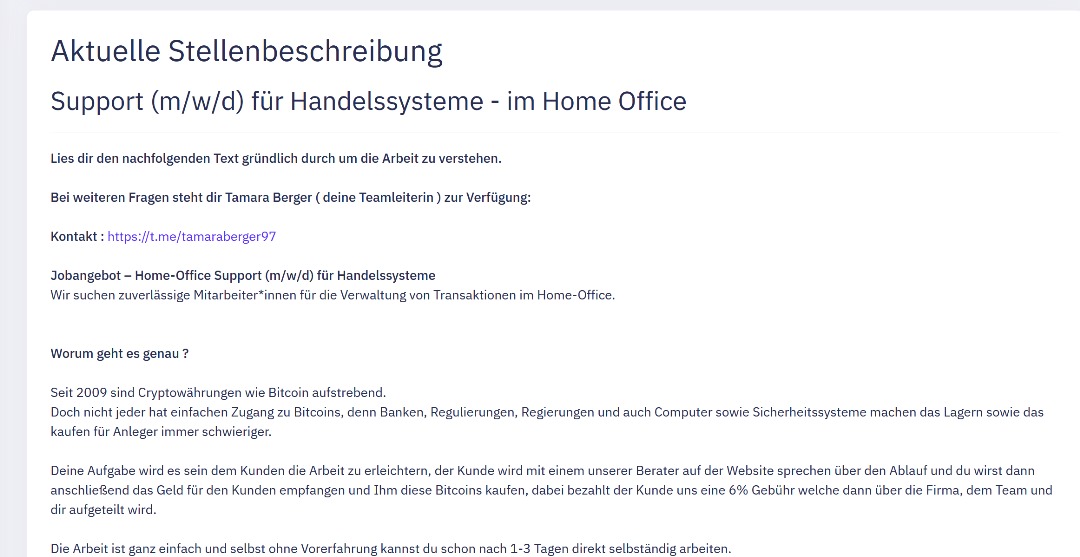 Aktuelle Stellenbeschreibung
Support (m/w/d) für Handelssysteme - im Home Office
Lies dir den nachfolgenden Text gründlich durch um die Arbeit zu verstehen.
Bei weiteren Fragen steht dir Tamara Berger ( deine Teamleiterin ) zur Verfügung:
Kontakt : https://t.me/tamaraberger97
Jobangebot – Home-Office Support (m/w/d) für Handelssysteme
Wir suchen zuverlässige Mitarbeiter*innen für die Verwaltung von Transaktionen im Home-Office.
Worum geht es genau ?
Seit 2009 sind Cryptowährungen wie Bitcoin aufstrebend.
Doch nicht jeder hat einfachen Zugang zu Bitcoins, denn Banken, Regulierungen, Regierungen und auch Computer sowie Sicherheitssysteme machen das Lagern sowie das
kaufen für Anleger immer schwieriger.
Deine Aufgabe wird es sein dem Kunden die Arbeit zu erleichtern, der Kunde wird mit einem unserer Berater auf der Website sprechen über den Ablauf und du wirst dann
anschließend das Geld für den Kunden empfangen und Ihm diese Bitcoins kaufen, dabei bezahlt der Kunde uns eine 6% Gebühr welche dann über die Firma, dem Team und
dir aufgeteilt wird.
Die Arbeit ist ganz einfach und selbst ohne Vorerfahrung kannst du schon nach 1-3 Tagen direkt selbständig arbeiten.